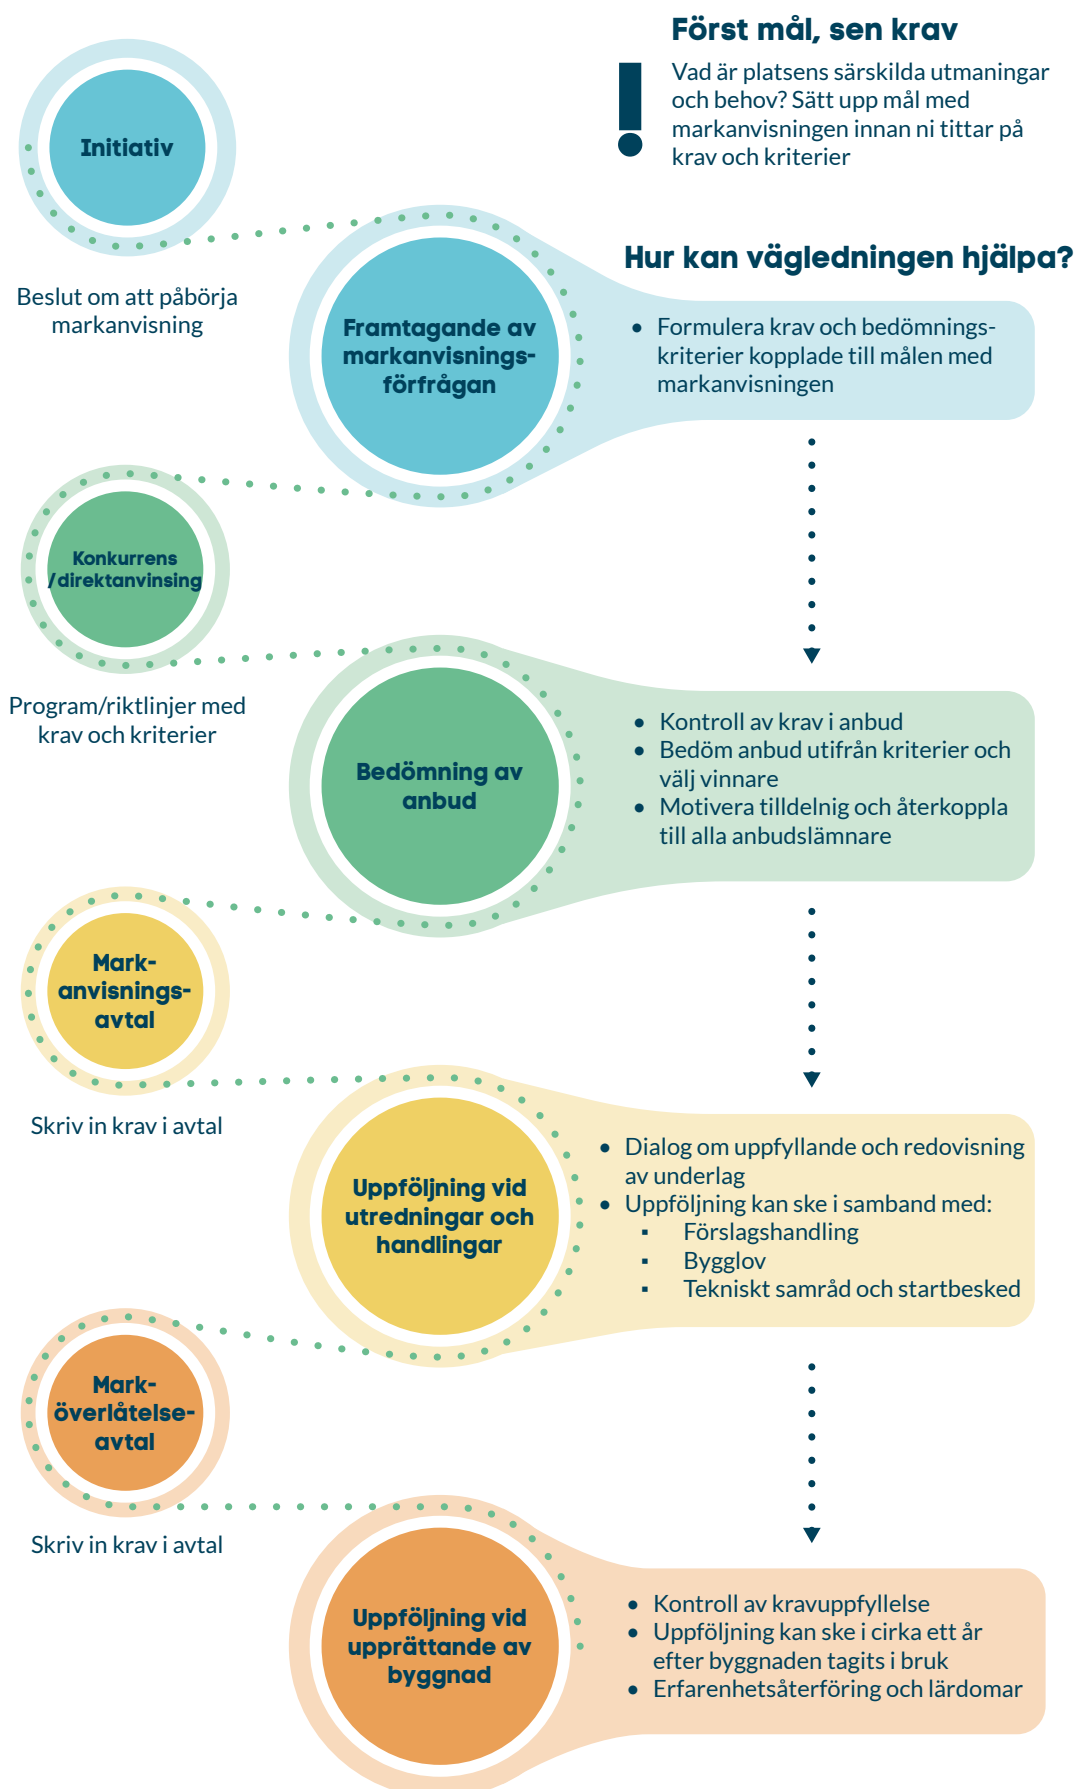 Först mål, sen krav
Vad är platsens särskilda utmaningar
och behov? Sätt upp mål med
markanvisningen innan ni tittar på
krav och kriterier
Initiativ
Beslut om att påbörja
markanvisning
Hur kan vägledningen hjälpa?
Framtagande av
markanvisnings-
förfrågan
• Formulera krav och bedömnings-
kriterier kopplade till målen med
markanvisningen
Konkurrens
/direktanvinsing
Program/riktlinjer med
krav och kriterier
Bedömning av
anbud
• Kontroll av krav i anbud
• Bedöm anbud utifrån kriterier och
välj vinnare
• Motivera tilldelnig och återkoppla
till alla anbudslämnare
Mark-
anvisnings-
avtal
Skriv in krav i avtal
Uppföljning vid
utredningar och
handlingar
• Dialog om uppfyllande och redovisning
av underlag
• Uppföljning kan ske i samband med:
▪ Förslagshandling
▪ Bygglov
▪ Tekniskt samråd och startbesked
Mark-
överlåtelse-
avtal
Skriv in krav i avtal
Uppföljning vid
upprättande av
byggnad
• Kontroll av kravuppfyllelse
• Uppföljning kan ske i cirka ett år
efter byggnaden tagits i bruk
• Erfarenhetsåterföring och lärdomar